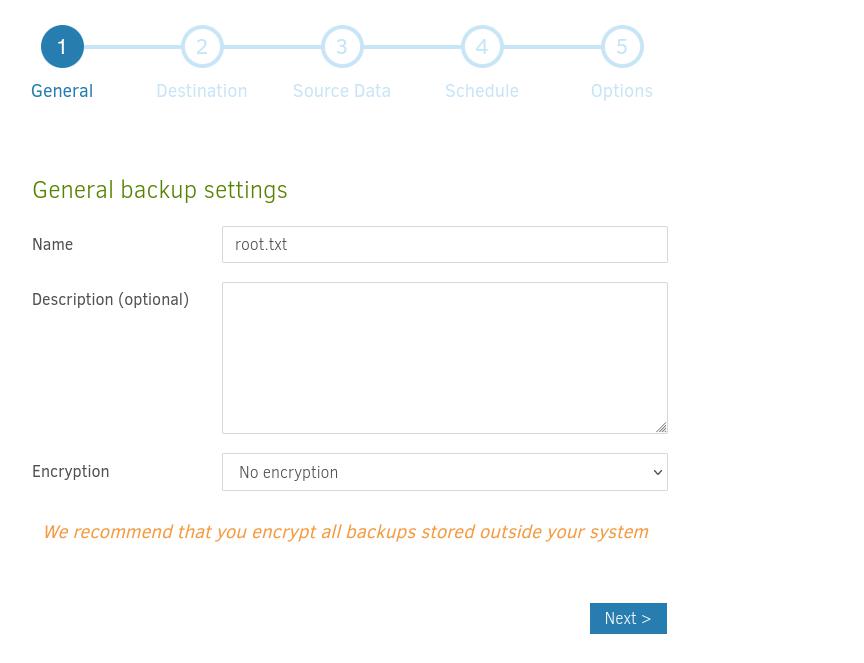 1 2 3 4 5
General Destination Source Data Schedule Options
General backup settings
Name root.txt
Description (optional)
Encryption No encryption
We recommend that you encrypt all backups stored outside your system
Next >